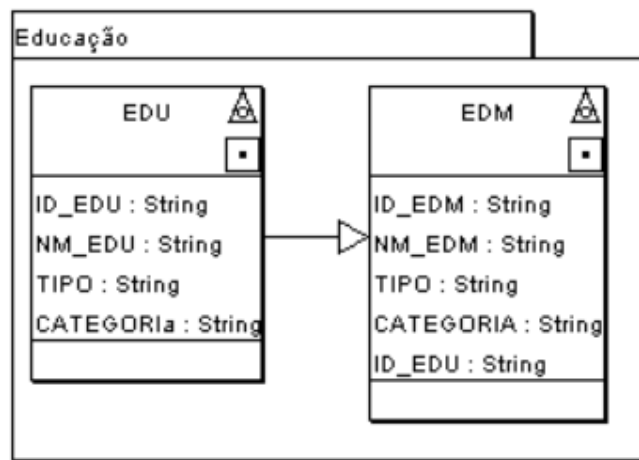 Educação
EDU
ID_EDU : String
NM_EDU : String
TIPO : String
CATEGORIa : String
EDM
ID_EDM : String
NM_EDM : String
TIPO : String
CATEGORIA : String
ID_EDU : String